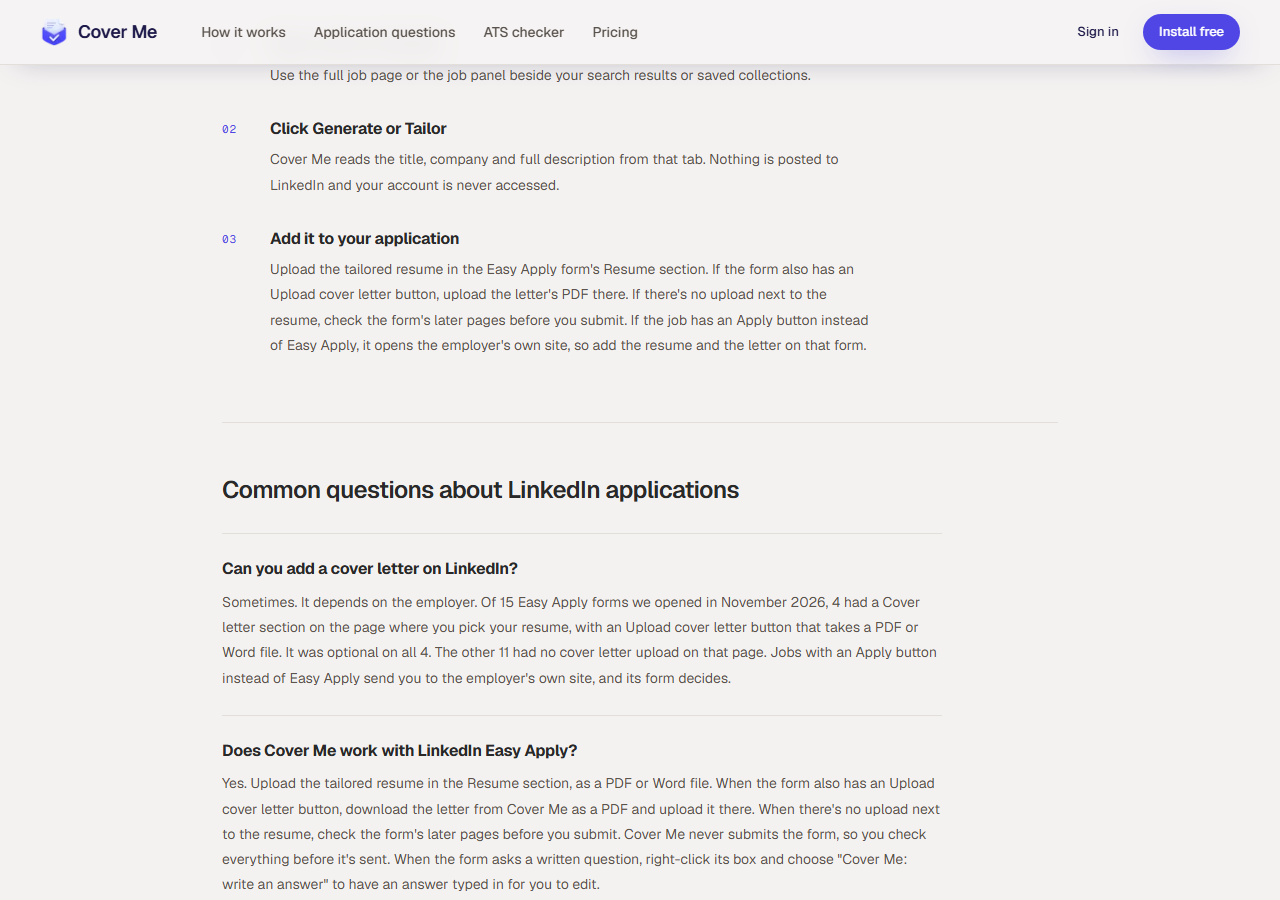 Cover Me
How it works
Application questions
ATS checker
Pricing
Sign in
Install free
Use the full job page or the job panel beside your search results or saved collections.
02
Click Generate or Tailor
Cover Me reads the title, company and full description from that tab. Nothing is posted to
LinkedIn and your account is never accessed.
03
Add it to your application
Upload the tailored resume in the Easy Apply form's Resume section. If the form also has an
Upload cover letter button, upload the letter's PDF there. If there's no upload next to the
resume, check the form's later pages before you submit. If the job has an Apply button instead
of Easy Apply, it opens the employer's own site, so add the resume and the letter on that form.
Common questions about LinkedIn applications
Can you add a cover letter on LinkedIn?
Sometimes. It depends on the employer. Of 15 Easy Apply forms we opened in November 2026, 4 had a Cover
letter section on the page where you pick your resume, with an Upload cover letter button that takes a PDF or
Word file. It was optional on all 4. The other 11 had no cover letter upload on that page. Jobs with an Apply button
instead of Easy Apply send you to the employer's own site, and its form decides.
Does Cover Me work with LinkedIn Easy Apply?
Yes. Upload the tailored resume in the Resume section, as a PDF or Word file. When the form also has an Upload
cover letter button, download the letter from Cover Me as a PDF and upload it there. When there's no upload next
to the resume, check the form's later pages before you submit. Cover Me never submits the form, so you check
everything before it's sent. When the form asks a written question, right-click its box and choose "Cover Me:
write an answer" to have an answer typed in for you to edit.